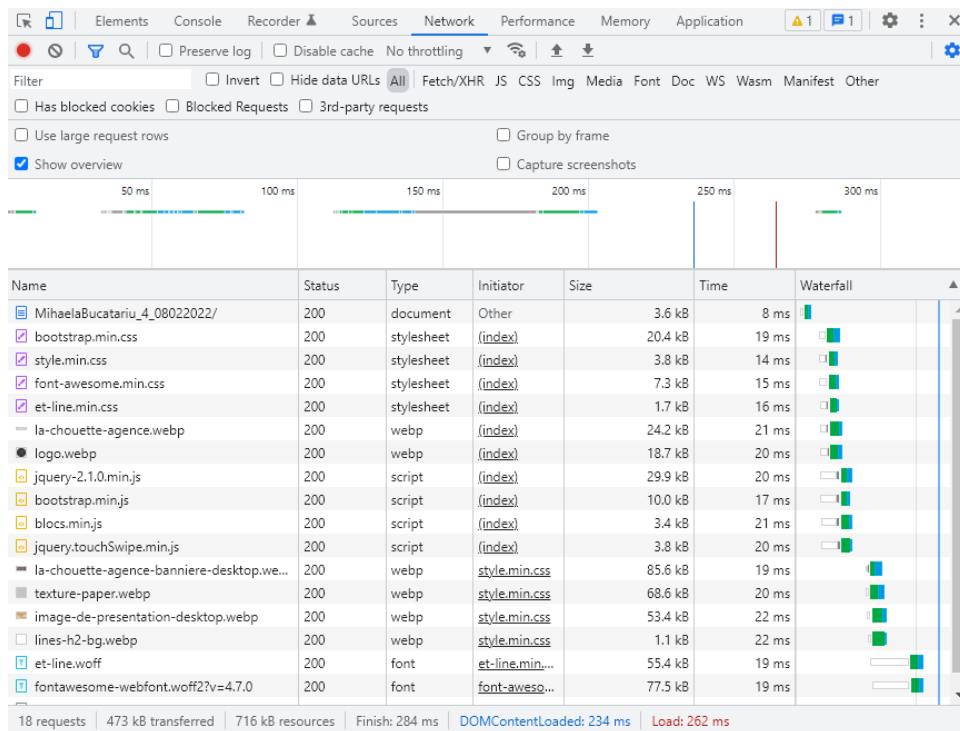 Elements Console Recorder Sources Network Performance Memory Application 1 1
Preserve log Disable cache No throttling
Filter Invert Hide data URLs All Fetch/XHR JS CSS Img Media Font Doc WS Wasm Manifest Other
Has blocked cookies Blocked Requests 3rd-party requests
Use large request rows Group by frame
Show overview Capture screenshots
50 ms 100 ms 150 ms 200 ms 250 ms 300 ms
Name Status Type Initiator Size Time Waterfall
MihaelaBucatariu_4_08022022/ 200 document Other 3.6 kB 8 ms
bootstrap.min.css 200 stylesheet (index) 20.4 kB 19 ms
style.min.css 200 stylesheet (index) 3.8 kB 14 ms
font-awesome.min.css 200 stylesheet (index) 7.3 kB 15 ms
et-line.min.css 200 stylesheet (index) 1.7 kB 16 ms
la-chouette-agence.webp 200 webp (index) 24.2 kB 21 ms
logo.webp 200 webp (index) 18.7 kB 20 ms
jquery-2.1.0.min.js 200 script (index) 29.9 kB 20 ms
bootstrap.min.js 200 script (index) 10.0 kB 17 ms
blocs.min.js 200 script (index) 3.4 kB 21 ms
jquery.touchSwipe.min.js 200 script (index) 3.8 kB 20 ms
la-chouette-agence-banniere-desktop.we... 200 webp style.min.css 85.6 kB 19 ms
texture-paper.webp 200 webp style.min.css 68.6 kB 20 ms
image-de-presentation-desktop.webp 200 webp style.min.css 53.4 kB 22 ms
lines-h2-bg.webp 200 webp style.min.css 1.1 kB 22 ms
et-line.woff 200 font et-line.min.... 55.4 kB 19 ms
fontawesome-webfont.woff2?v=4.7.0 200 font font-aweso... 77.5 kB 19 ms
18 requests 473 kB transferred 716 kB resources Finish: 284 ms DOMContentLoaded: 234 ms Load: 262 ms